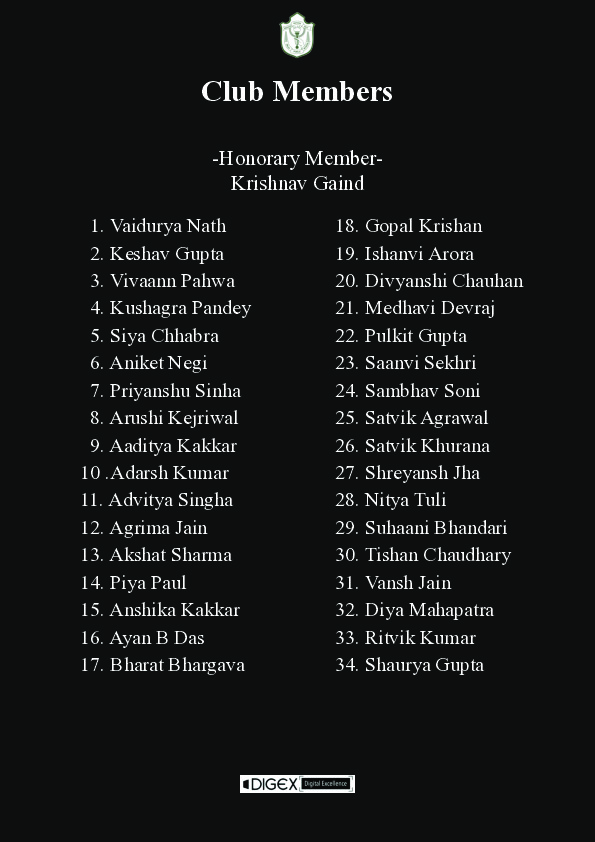 Club Members
-Honorary Member-
Krishnav Gaind
1. Vaidurya Nath
2. Keshav Gupta
3. Vivaann Pahwa
4. Kushagra Pandey
5. Siya Chhabra
6. Aniket Negi
7. Priyanshu Sinha
8. Arushi Kejriwal
9. Aaditya Kakkar
10 .Adarsh Kumar
11. Advitya Singha
12. Agrima Jain
13. Akshat Sharma
14. Piya Paul
15. Anshika Kakkar
16. Ayan B Das
17. Bharat Bhargava
18. Gopal Krishan
19. Ishanvi Arora
20. Divyanshi Chauhan
21. Medhavi Devraj
22. Pulkit Gupta
23. Saanvi Sekhri
24. Sambhav Soni
25. Satvik Agrawal
26. Satvik Khurana
27. Shreyansh Jha
28. Nitya Tuli
29. Suhaani Bhandari
30. Tishan Chaudhary
31. Vansh Jain
32. Diya Mahapatra
33. Ritvik Kumar
34. Shaurya Gupta
DIGEX Digital Excellence